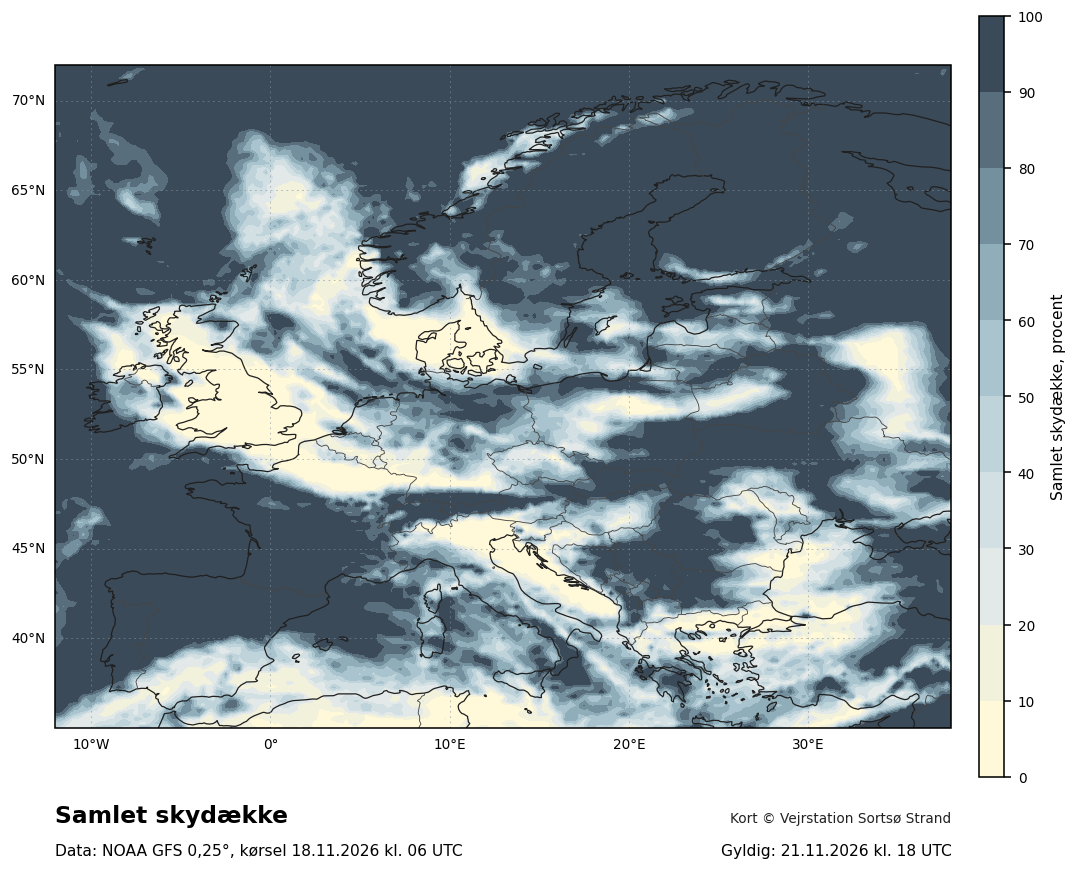 100
90
80
70
60
50
40
30
20
10
0
Samlet skydække, procent
70°N
65°N
60°N
55°N
50°N
45°N
40°N
10°W
0°
10°E
20°E
30°E
Samlet skydække
Kort © Vejrstation Sortsø Strand
Data: NOAA GFS 0,25°, kørsel 18.11.2026 kl. 06 UTC
Gyldig: 21.11.2026 kl. 18 UTC